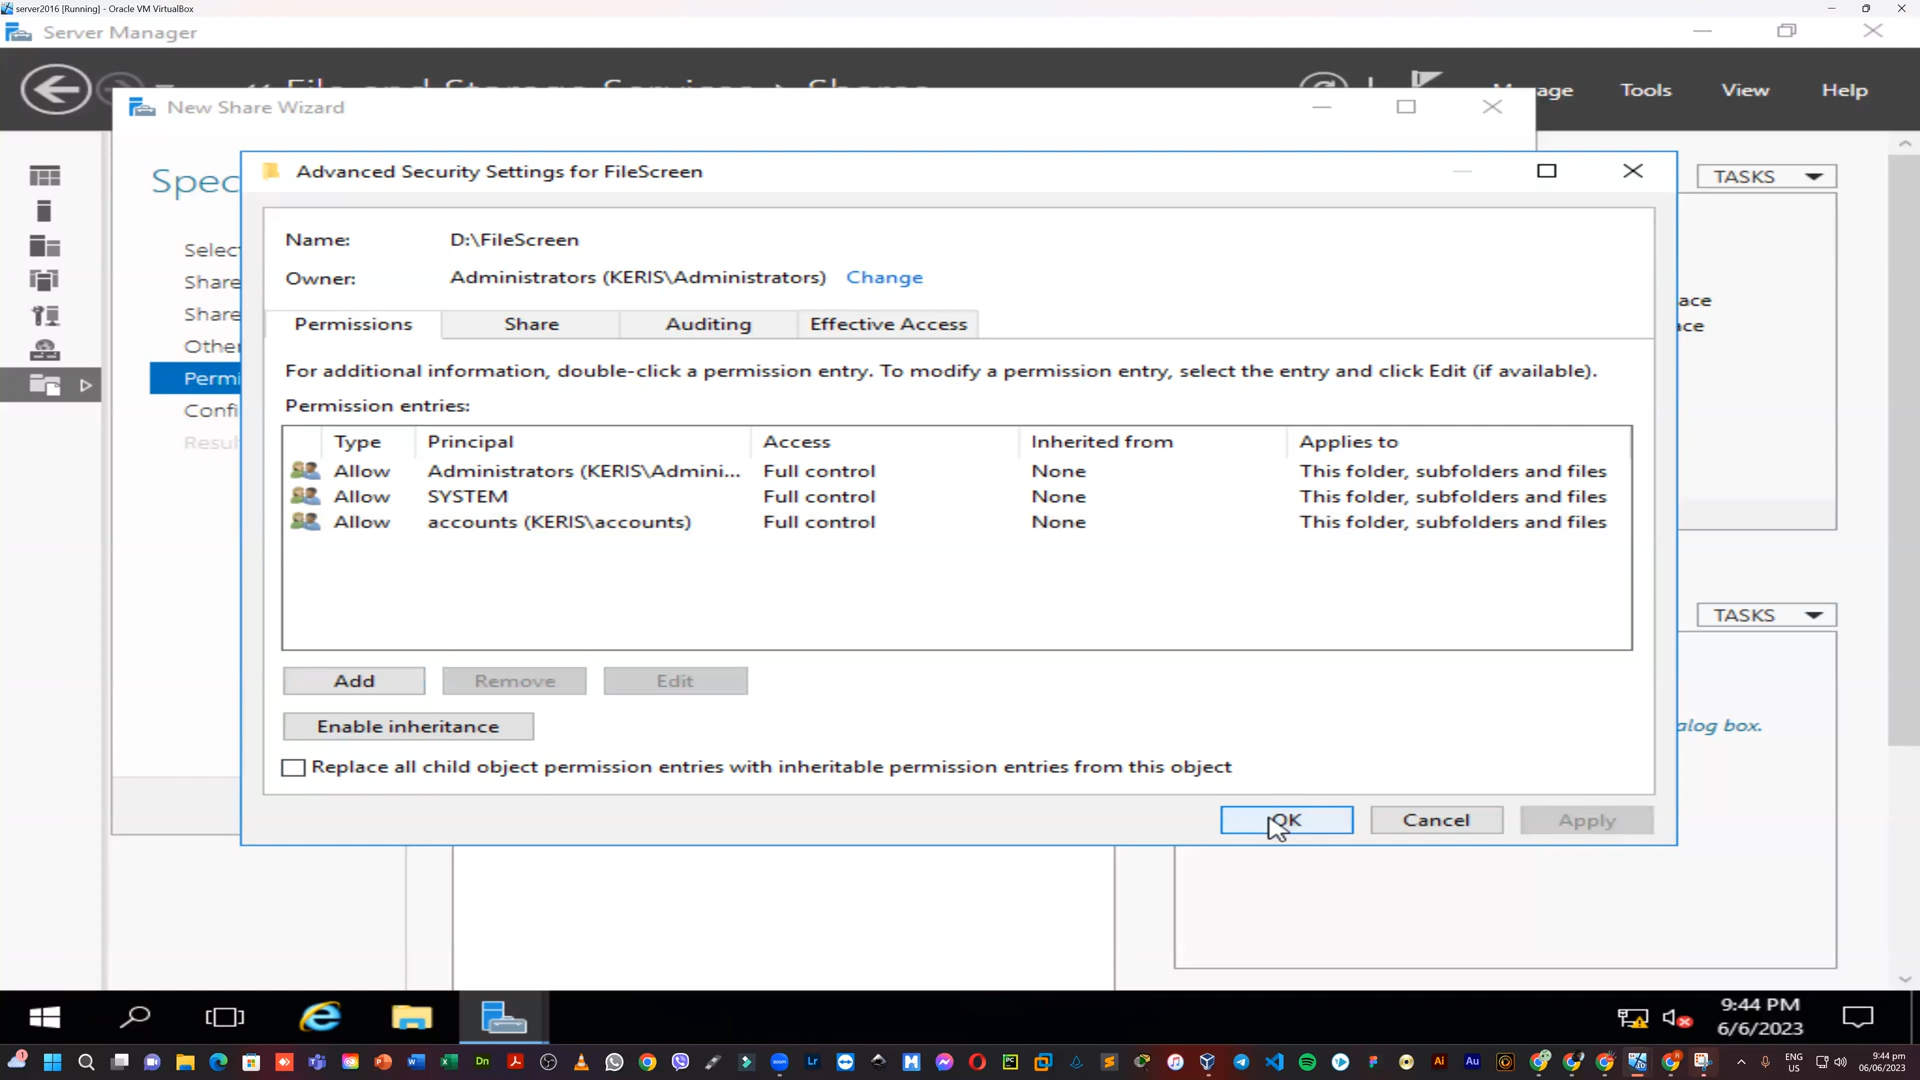 server2016 [Running] - Oracle VM VirtualBox
Server Manager
Manage Tools View Help
New Share Wizard
Spec
Advanced Security Settings for FileScreen
TASKS
Name: D:\FileScreen
Owner: Administrators (KERIS\Administrators) Change
Selec
Share
Share
Other
Permi
Confi
Resul
ace
ace
Permissions Share Auditing Effective Access
For additional information, double-click a permission entry. To modify a permission entry, select the entry and click Edit (if available).
Permission entries:
Type Principal Access Inherited from Applies to
Allow Administrators (KERIS\Admini... Full control None This folder, subfolders and files
Allow SYSTEM Full control None This folder, subfolders and files
Allow accounts (KERIS\accounts) Full control None This folder, subfolders and files
TASKS
Add Remove Edit
Enable inheritance
alog box.
Replace all child object permission entries with inheritable permission entries from this object
OK Cancel Apply
9:44 PM
6/6/2023
ENG
US
9:44 pm
06/06/2023